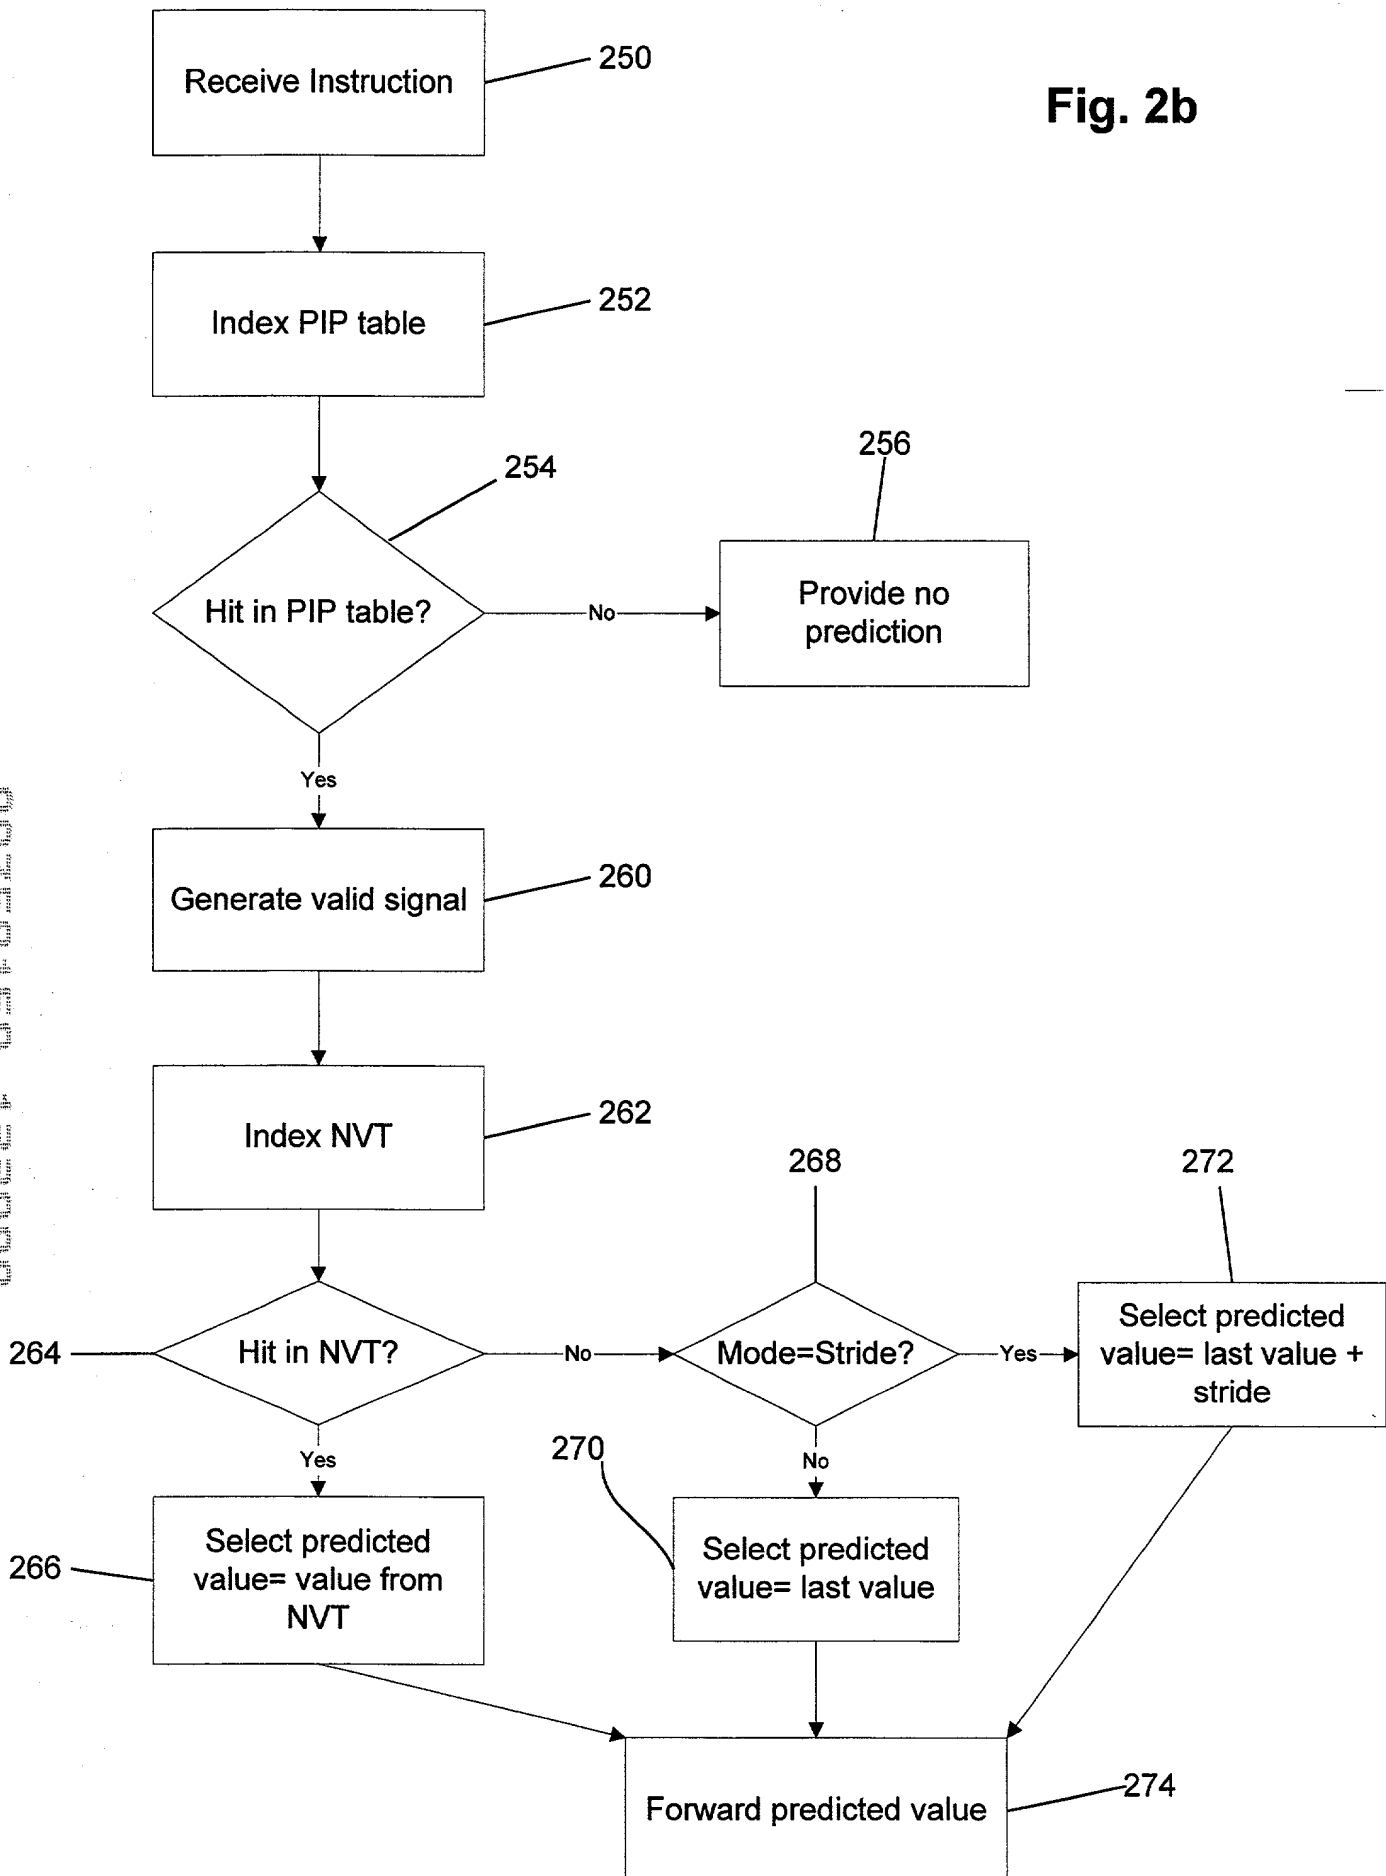 250
Receive Instruction
Fig. 2b
252
Index PIP table
254
256
Hit in PIP table?
No
Provide no
prediction
Yes
260
Generate valid signal
262
Index NVT
268
272
264
Hit in NVT?
No
Mode=Stride?
Yes
Select predicted
value= last value +
stride
Yes
270
No
266
Select predicted
value= value from
NVT
Select predicted
value= last value
274
Forward predicted value